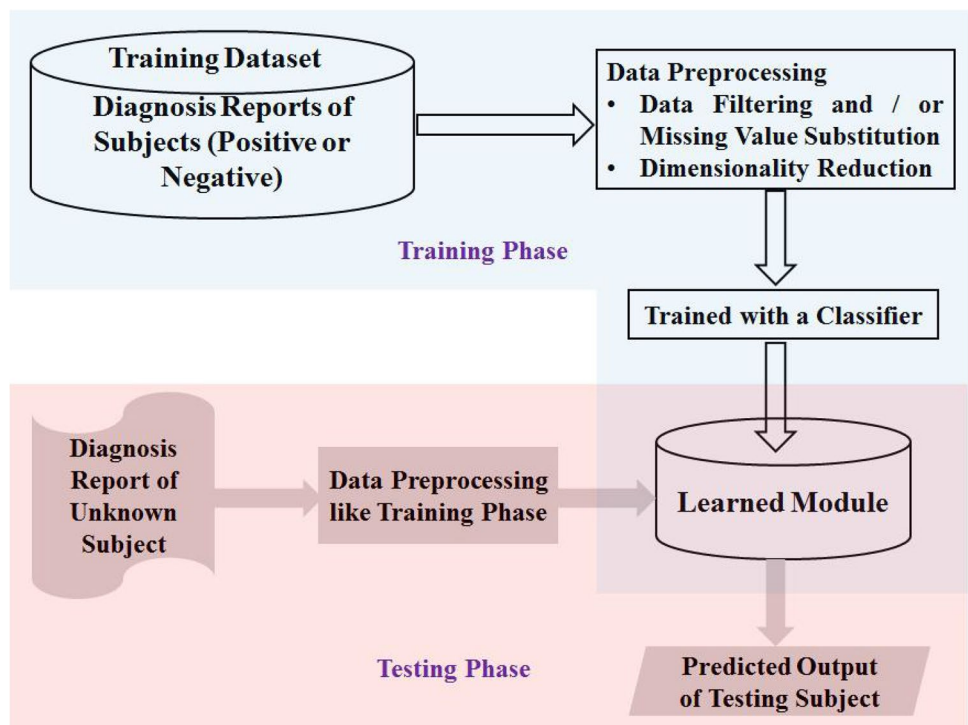 Training Dataset
Diagnosis Reports of
Subjects (Positive or
Negative)
Data Preprocessing
• Data Filtering and / or
Missing Value Substitution
• Dimensionality Reduction
Training Phase
Trained with a Classifier
Diagnosis
Report of
Unknown
Subject
Data Preprocessing
like Training Phase
Learned Module
Testing Phase
Predicted Output
of Testing Subject